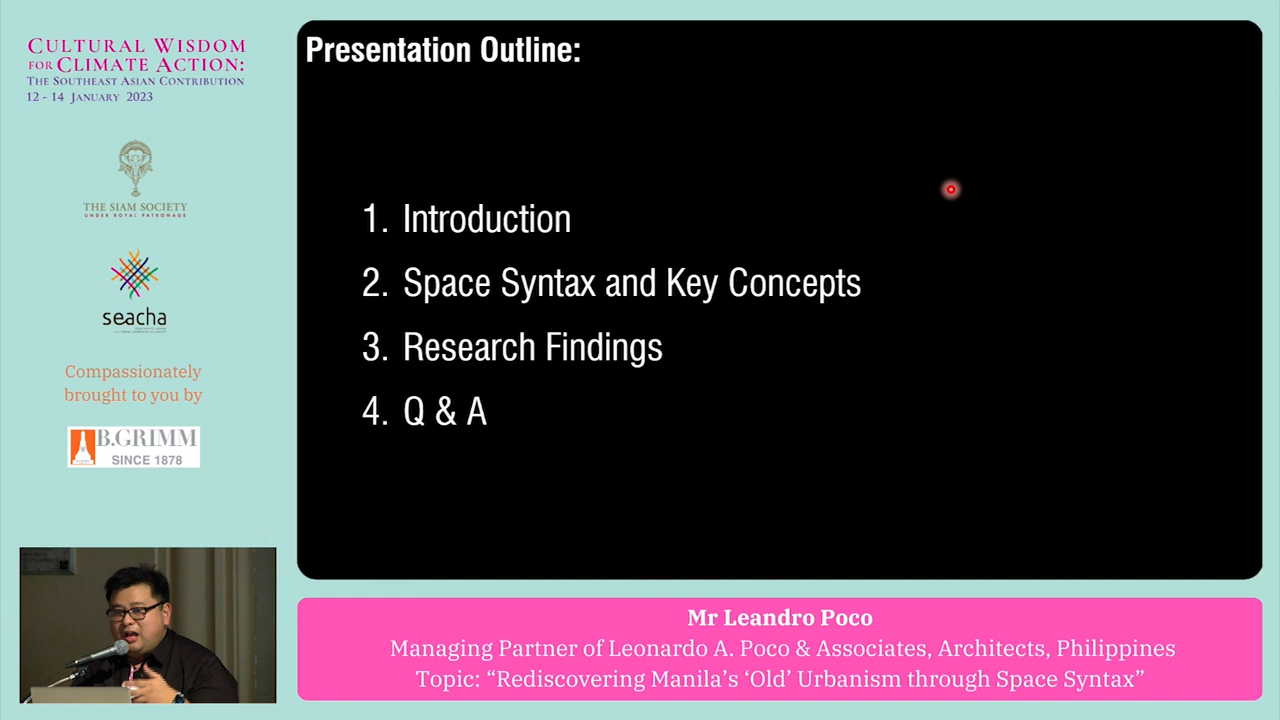 CULTURAL WISDOM
FOR CLIMATE ACTION:
THE SOUTHEAST ASIAN CONTRIBUTION
12 - 14 JANUARY 2023
THE SIAM SOCIETY
UNDER ROYAL PATRONAGE
seacha
Compassionately
brought to you by
B.GRIMM
SINCE 1878
Presentation Outline:
1. Introduction
2. Space Syntax and Key Concepts
3. Research Findings
4. Q & A
Mr Leandro Poco
Managing Partner of Leonardo A. Poco & Associates, Architects, Philippines
Topic: “Rediscovering Manila’s ‘Old’ Urbanism through Space Syntax”